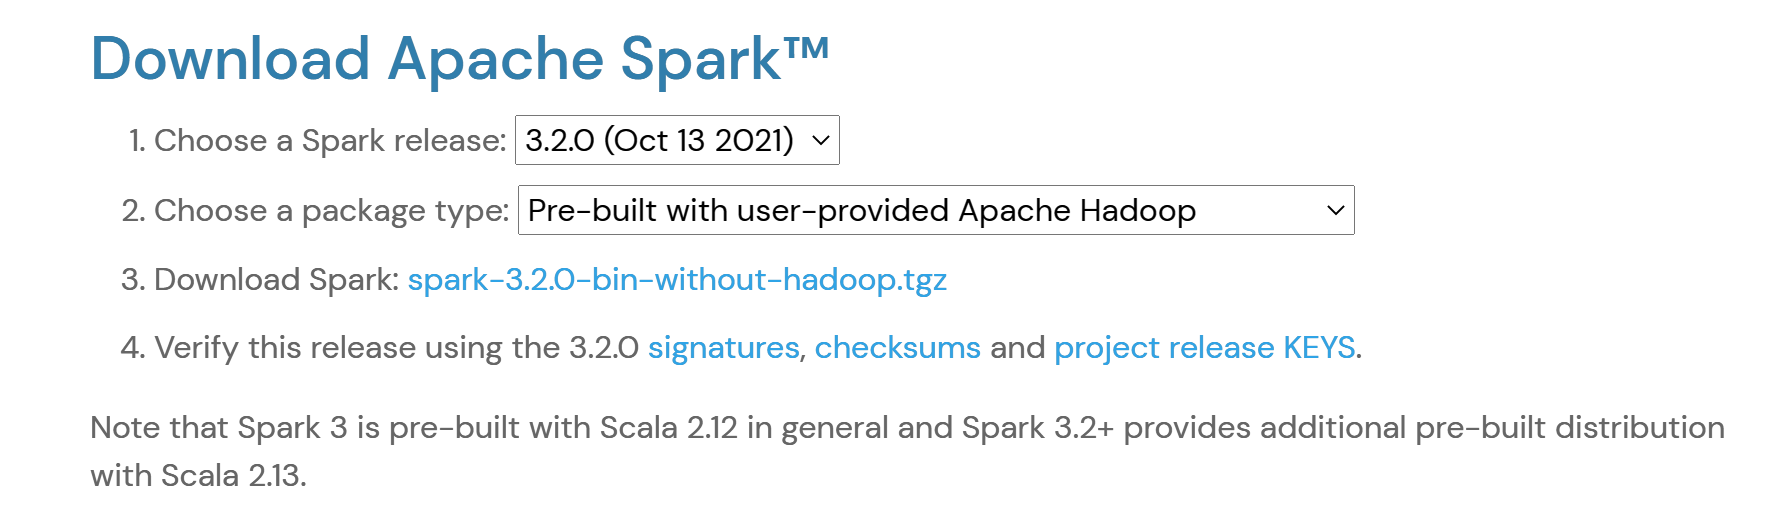 Download Apache Spark™
1. Choose a Spark release: 3.2.0 (Oct 13 2021)
2. Choose a package type: Pre-built with user-provided Apache Hadoop
3. Download Spark: spark-3.2.0-bin-without-hadoop.tgz
4. Verify this release using the 3.2.0 signatures, checksums and project release KEYS.
Note that Spark 3 is pre-built with Scala 2.12 in general and Spark 3.2+ provides additional pre-built distribution
with Scala 2.13.